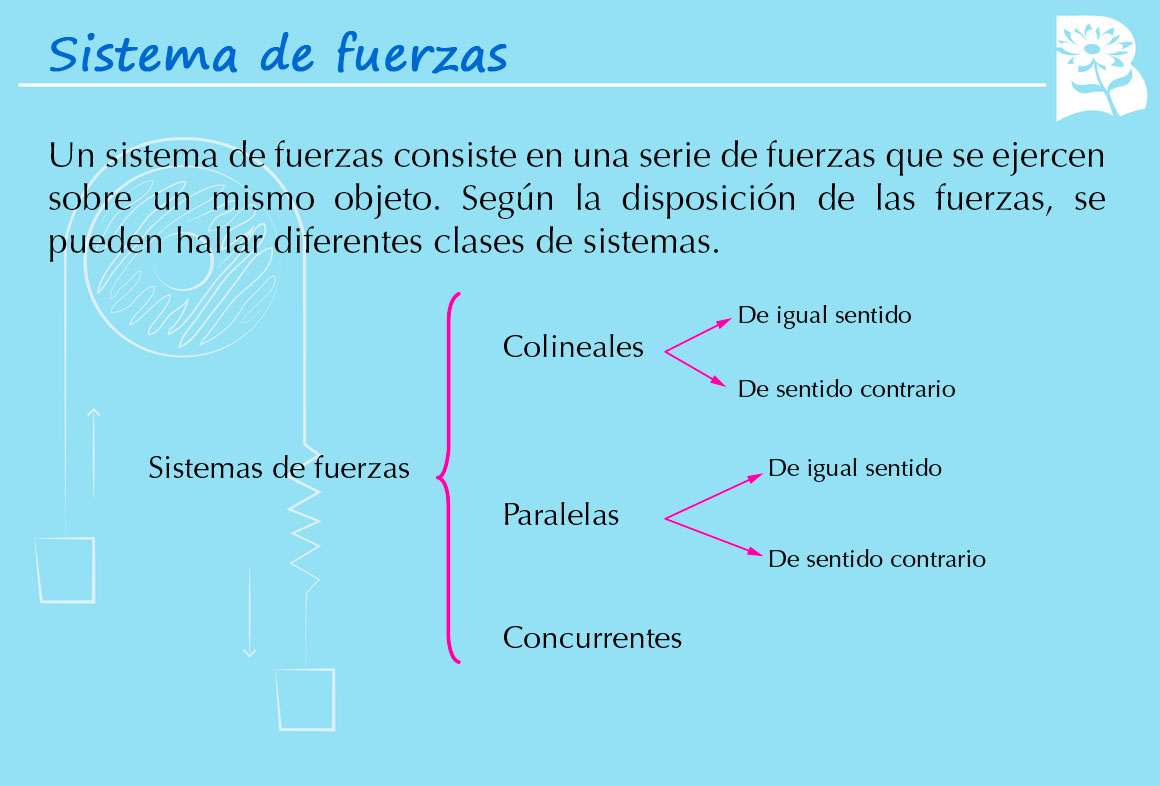 Sistema de fuerzas
Un sistema de fuerzas consiste en una serie de fuerzas que se ejercen
sobre un mismo objeto. Según la disposición de las fuerzas, se
pueden hallar diferentes clases de sistemas.
De igual sentido
Colineales
De sentido contrario
Sistemas de fuerzas
De igual sentido
Paralelas
De sentido contrario
Concurrentes